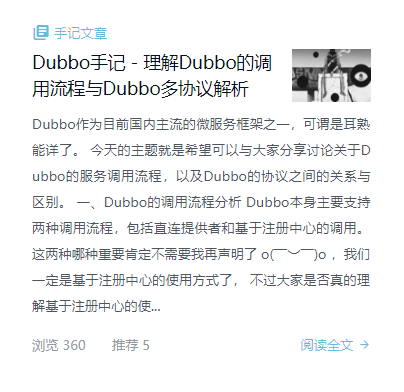 手记文章
Dubbo手记 - 理解Dubbo的调
用流程与Dubbo多协议解析
Dubbo作为目前国内主流的微服务框架之一，可谓是耳熟
能详了。 今天的主题就是希望可以与大家分享讨论关于D
ubbo的服务调用流程，以及Dubbo的协议之间的关系与
区别。 一、Dubbo的调用流程分析 Dubbo本身主要支持
两种调用流程，包括直连提供者和基于注册中心的调用。
这两种哪种重要肯定不需要我再声明了 o(￣︶￣)o ，我们
一定是基于注册中心的使用方式了， 不过大家是否真的理
解基于注册中心的使...
浏览 360 推荐 5 阅读全文 →